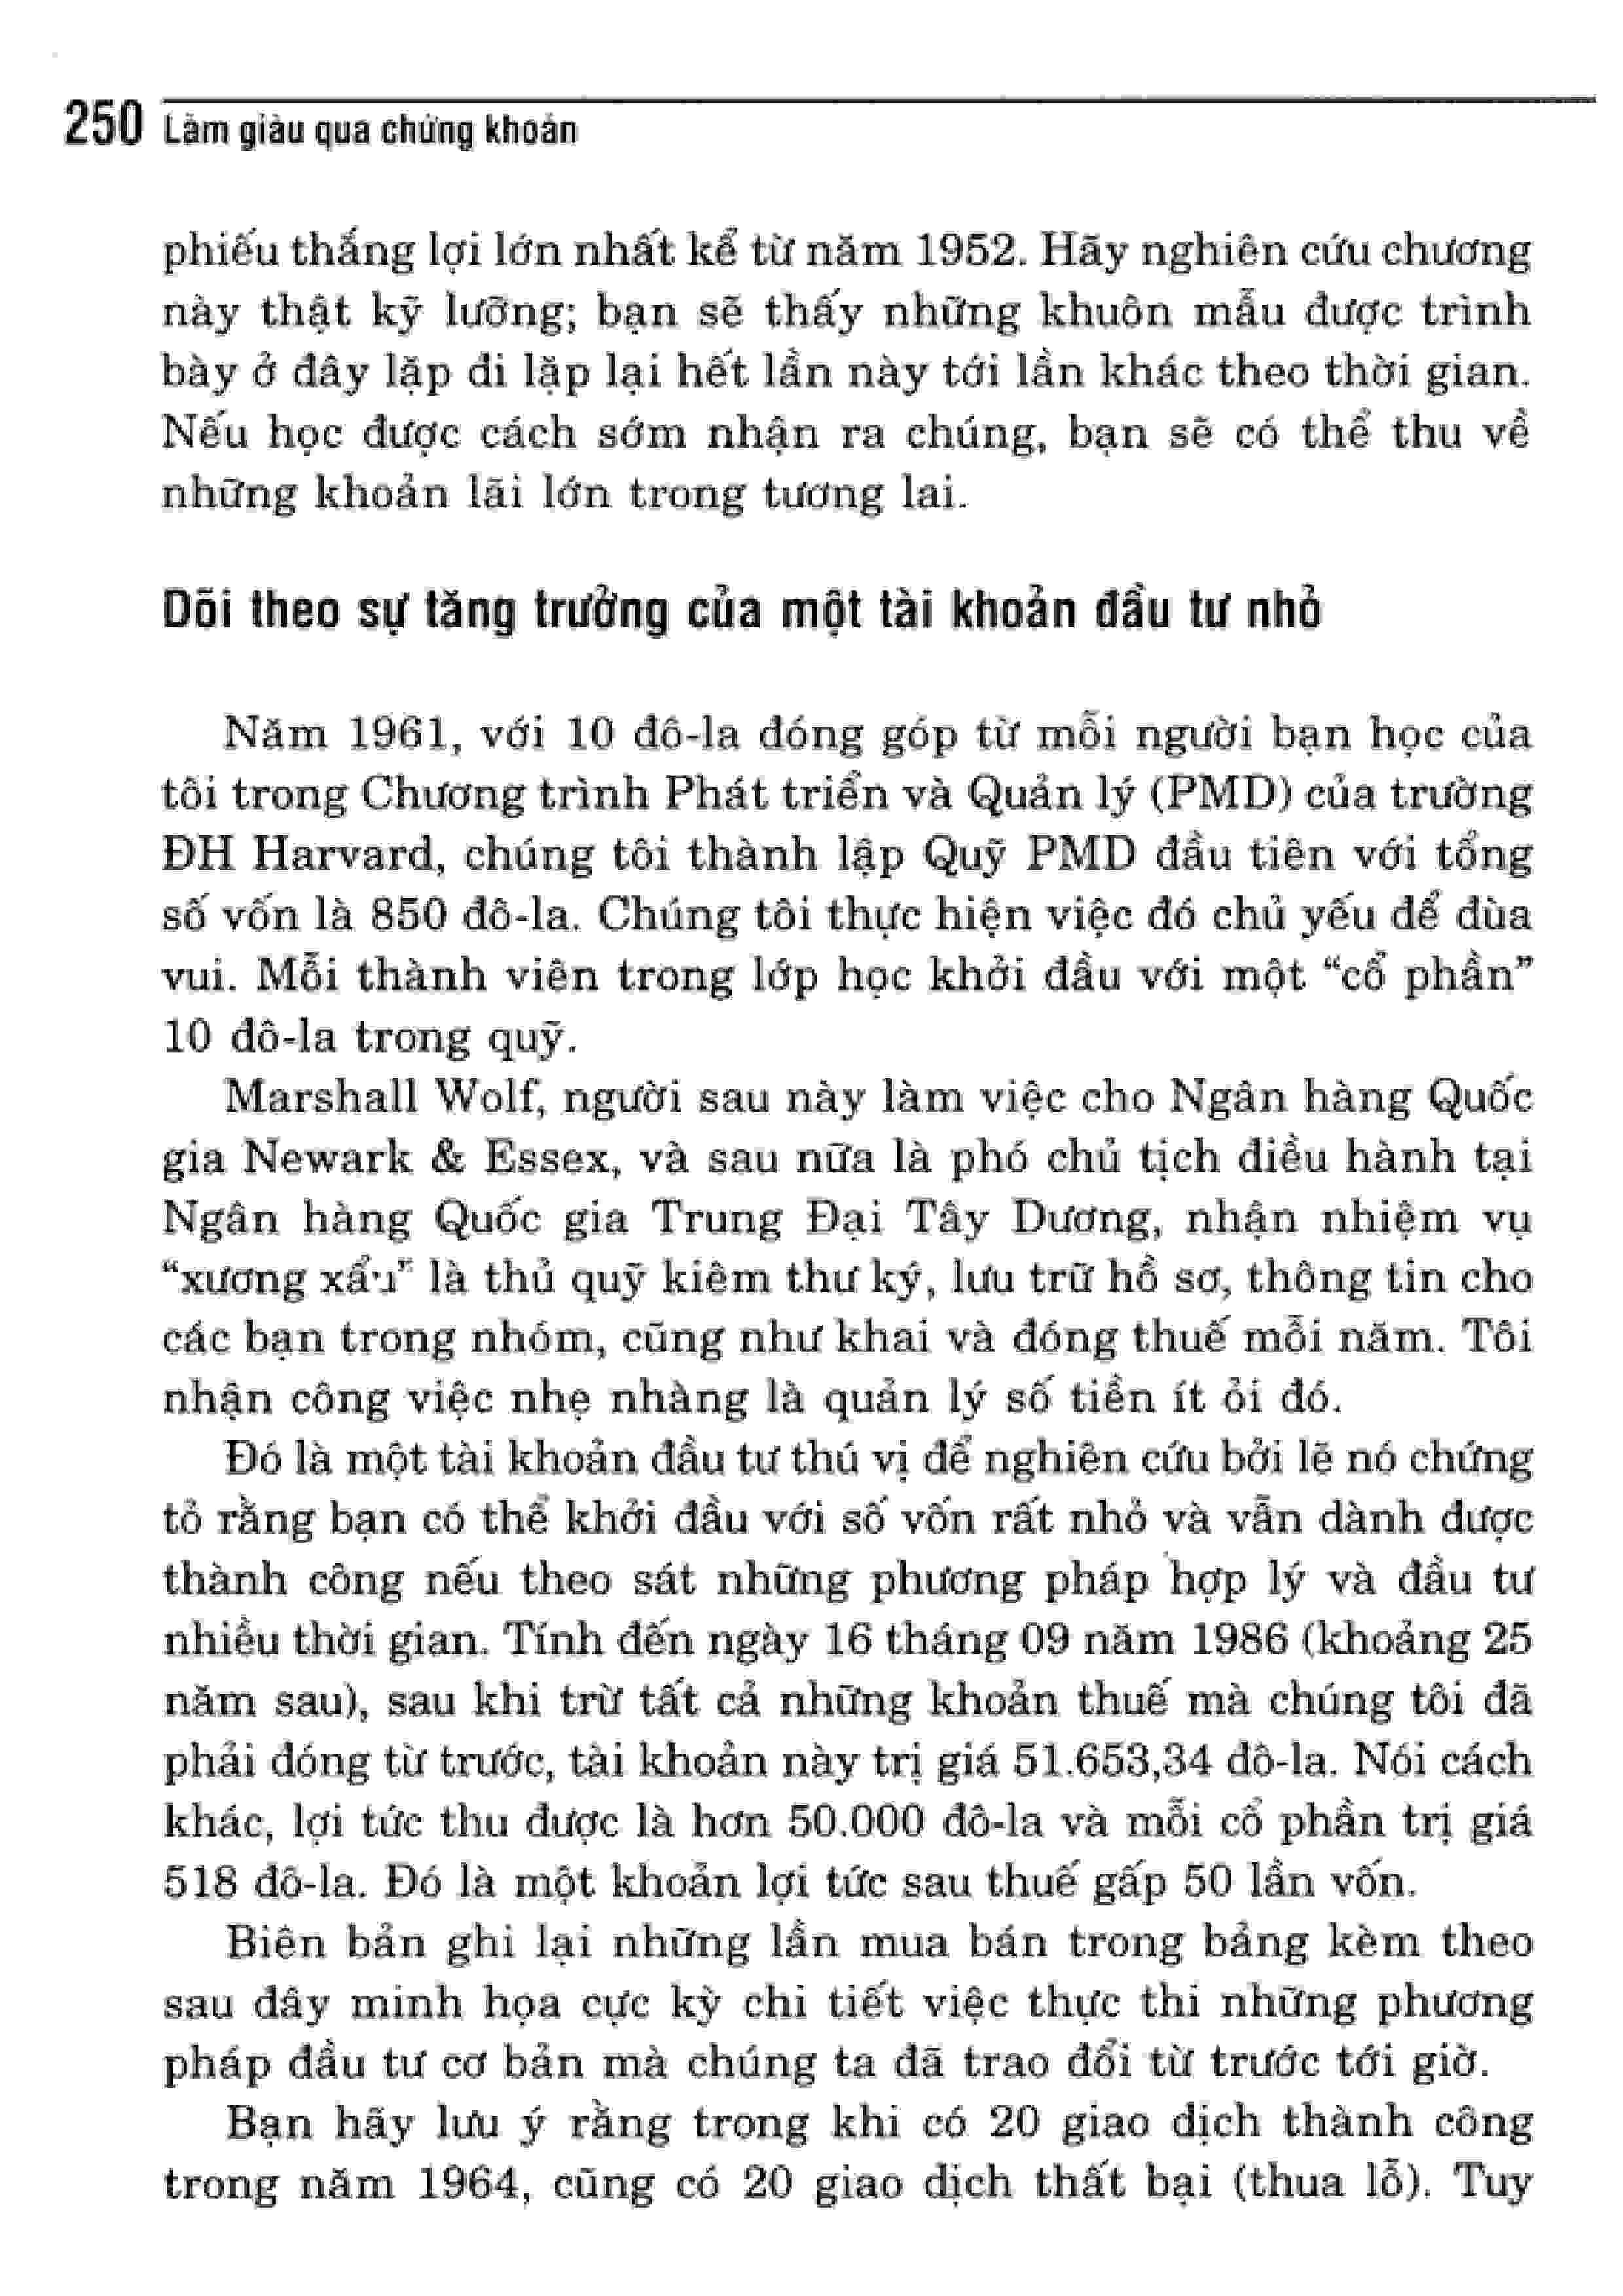 250 Làm giàu qua chứng khoán
phiếu thắng lợi lớn nhất kể từ năm 1952. Hãy nghiên cứu chương
này thật kỹ lưỡng; bạn sẽ thấy những khuôn mẫu được trình
bày ở đây lặp đi lặp lại hết lần này tới lần khác theo thời gian.
Nếu học được cách sớm nhận ra chúng, bạn sẽ có thể thu về
những khoản lãi lớn trong tương lai.
Dõi theo sự tăng trưởng của một tài khoản đầu tư nhỏ
Năm 1961, với 10 đô-la đóng góp từ mỗi người bạn học của
tôi trong Chương trình Phát triển và Quản lý (PMD) của trường
ĐH Harvard, chúng tôi thành lập Quỹ PMD đầu tiên với tổng
số vốn là 850 đô-la. Chúng tôi thực hiện việc đó chủ yếu để đùa
vui. Mỗi thành viên trong lớp học khởi đầu với một “cổ phần”
10 đô-la trong quỹ.
Marshall Wolf, người sau này làm việc cho Ngân hàng Quốc
gia Newark & Essex, và sau nữa là phó chủ tịch điều hành tại
Ngân hàng Quốc gia Trung Đại Tây Dương, nhận nhiệm vụ
“xương xẩu” là thủ quỹ kiêm thư ký, lưu trữ hồ sơ, thông tin cho
các bạn trong nhóm, cũng như khai và đóng thuế mỗi năm. Tôi
nhận công việc nhẹ nhàng là quản lý số tiền ít ỏi đó.
Đó là một tài khoản đầu tư thú vị để nghiên cứu bởi lẽ nó chứng
tỏ rằng bạn có thể khởi đầu với số vốn rất nhỏ và vẫn dành được
thành công nếu theo sát những phương pháp hợp lý và đầu tư
nhiều thời gian. Tính đến ngày 16 tháng 09 năm 1986 (khoảng 25
năm sau), sau khi trừ tất cả những khoản thuế mà chúng tôi đã
phải đóng từ trước, tài khoản này trị giá 51.653,34 đô-la. Nói cách
khác, lợi tức thu được là hơn 50.000 đô-la và mỗi cổ phần trị giá
518 đô-la. Đó là một khoản lợi tức sau thuế gấp 50 lần vốn.
Biên bản ghi lại những lần mua bán trong bảng kèm theo
sau đây minh họa cực kỳ chi tiết việc thực thi những phương
pháp đầu tư cơ bản mà chúng ta đã trao đổi từ trước tới giờ.
Bạn hãy lưu ý rằng trong khi có 20 giao dịch thành công
trong năm 1964, cũng có 20 giao dịch thất bại (thua lỗ). Tuy